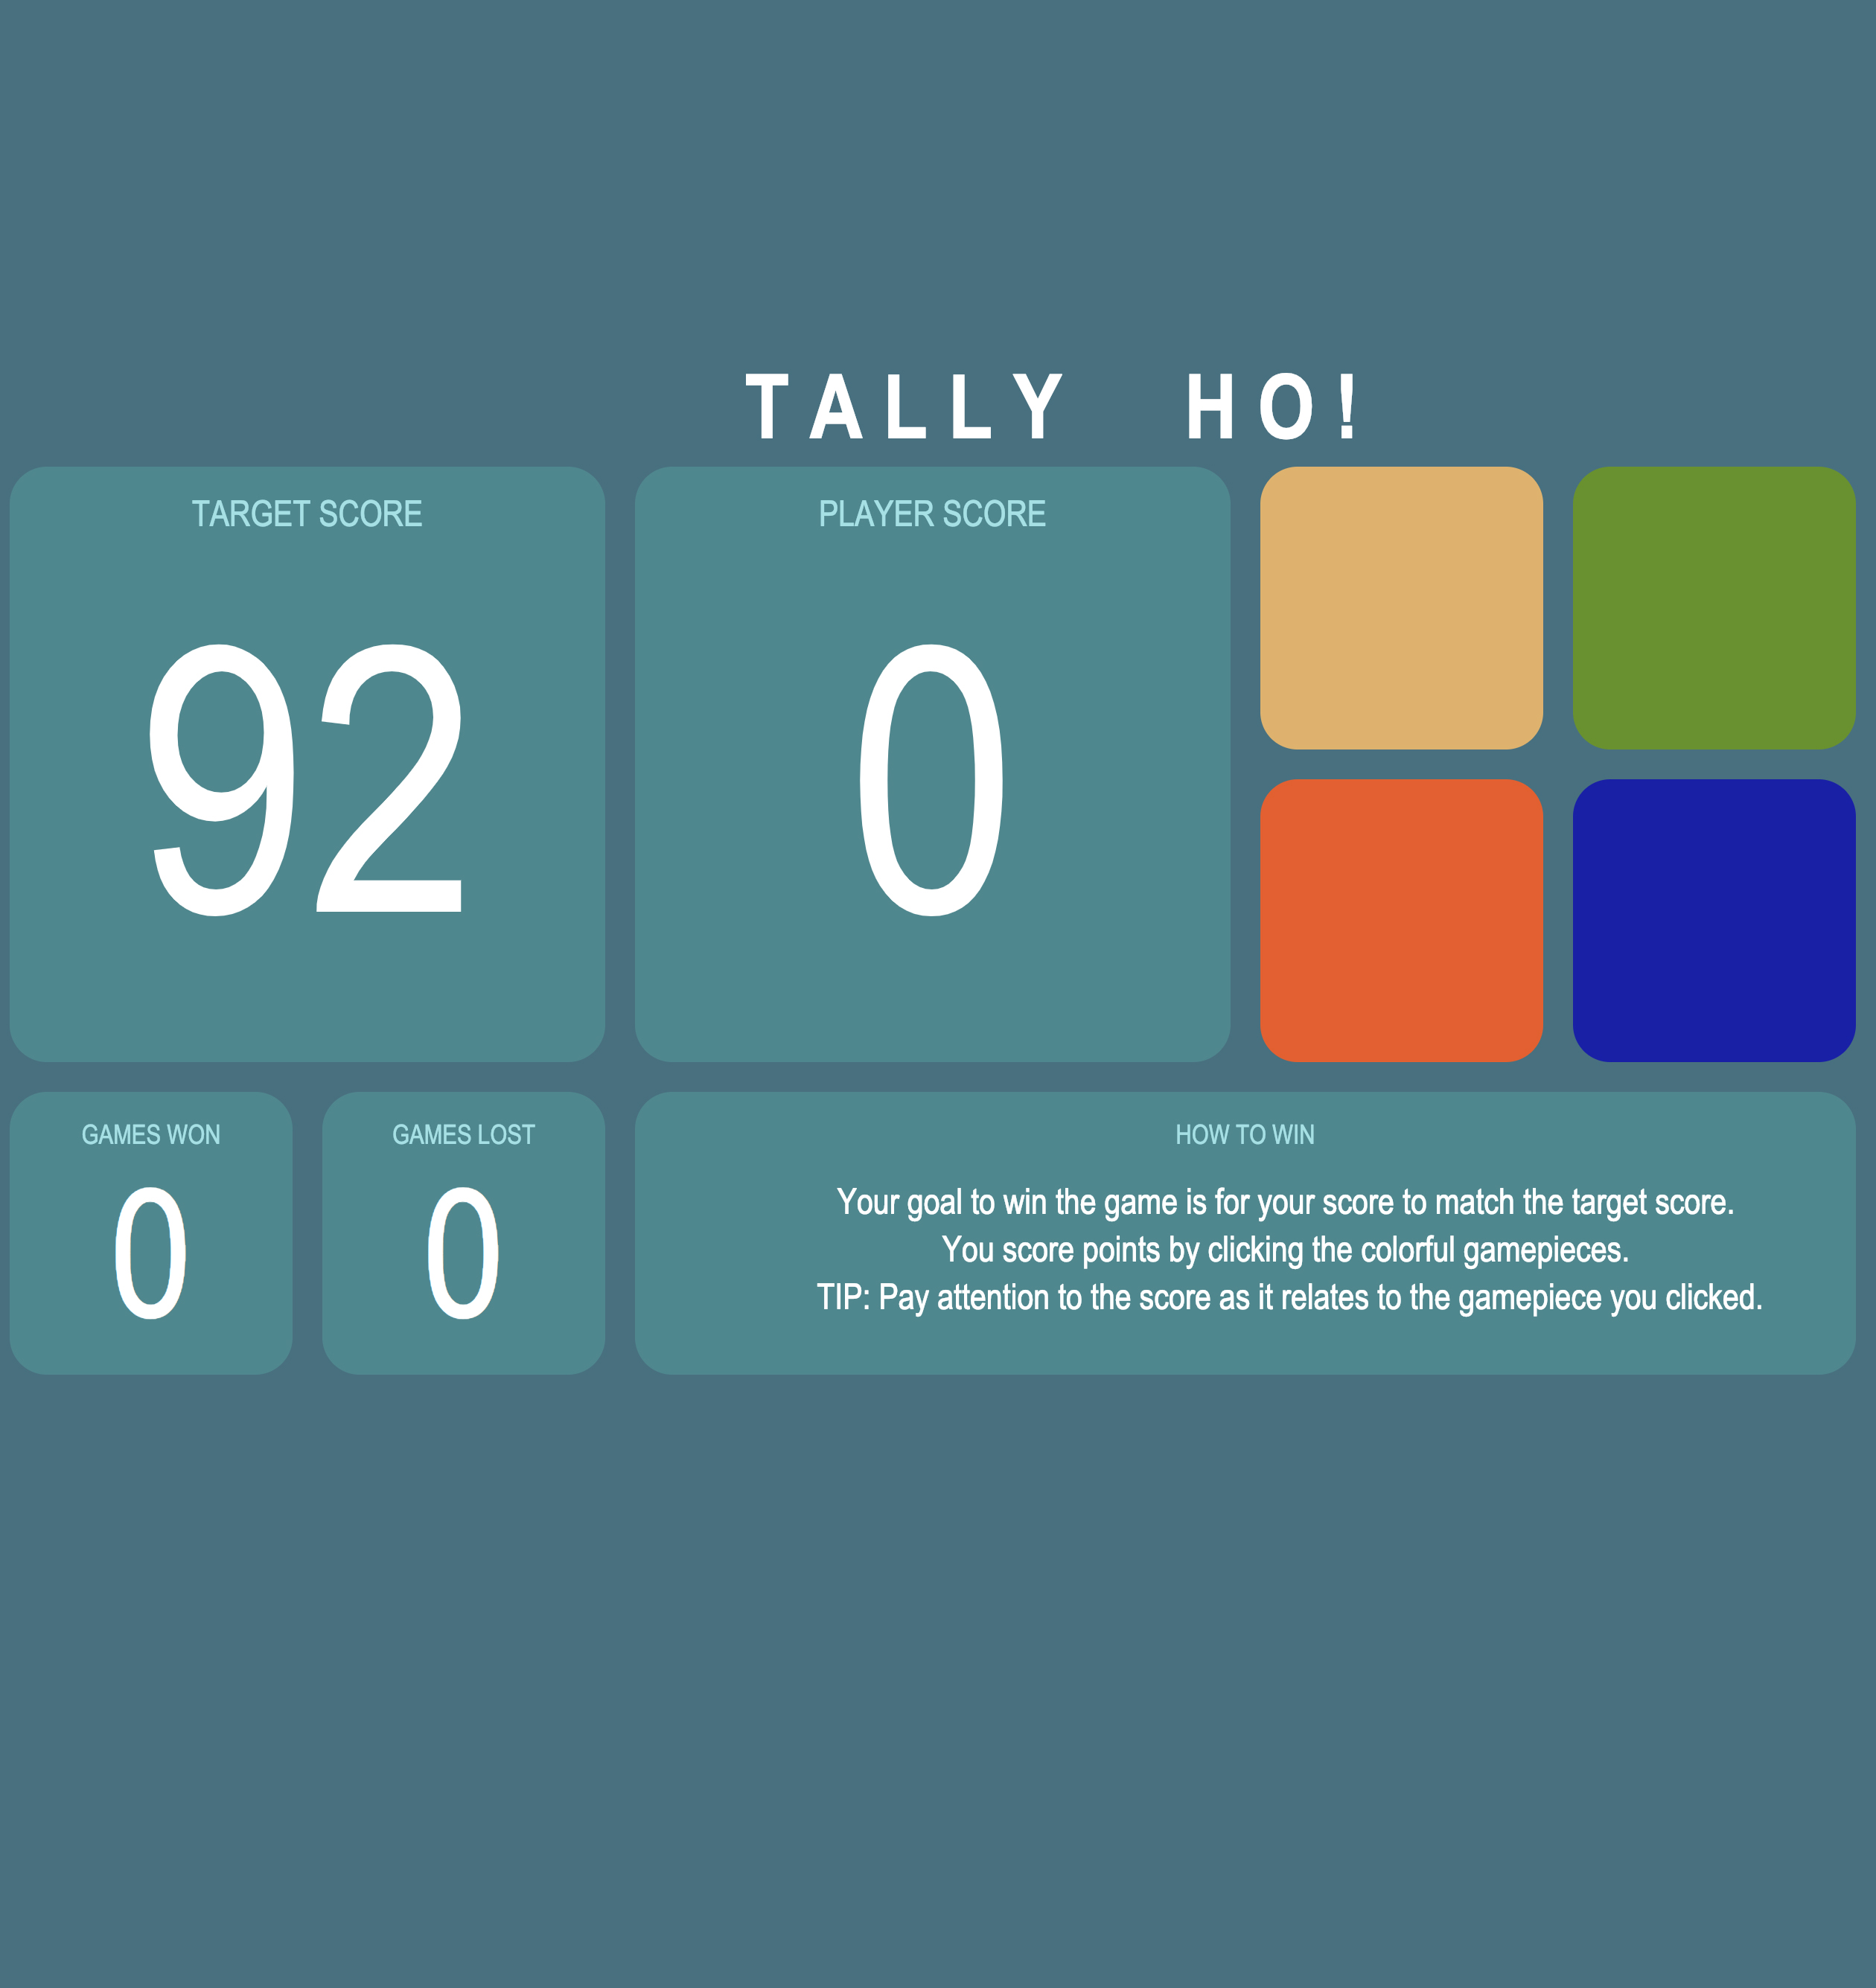 TALLY HO!
TARGET SCORE
92
PLAYER SCORE
0
GAMES WON
0
GAMES LOST
0
HOW TO WIN
Your goal to win the game is for your score to match the target score.
You score points by clicking the colorful gamepieces.
TIP: Pay attention to the score as it relates to the gamepiece you clicked.